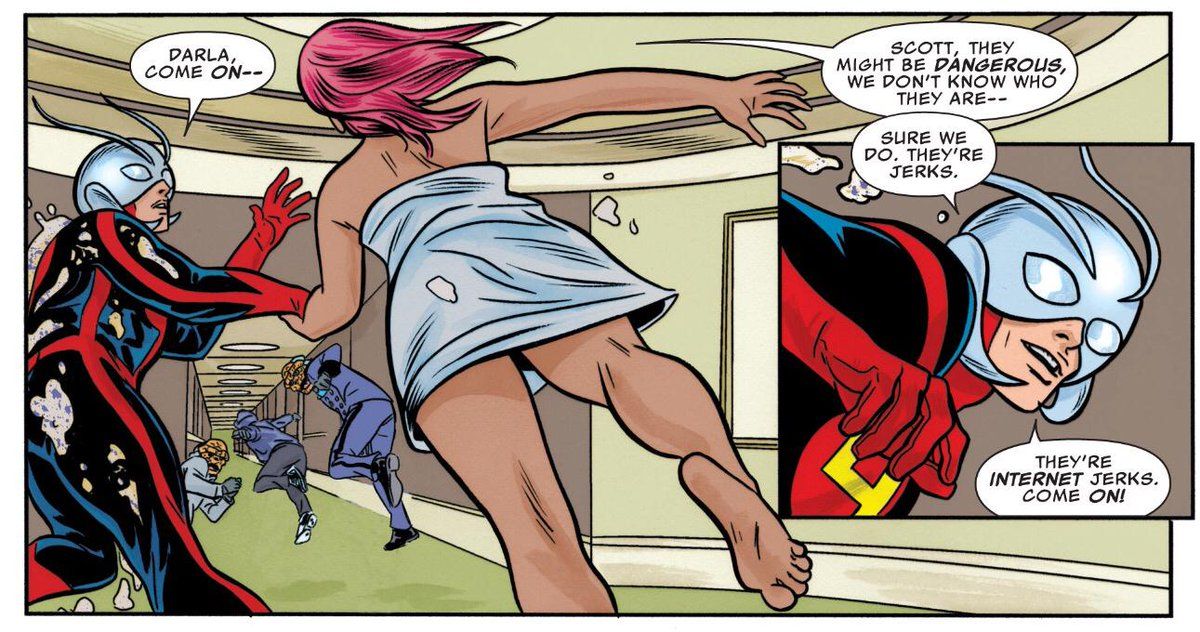 DARLA,
COME ON--
SCOTT, THEY
MIGHT BE DANGEROUS,
WE DON'T KNOW WHO
THEY ARE--
SURE WE
DO. THEY'RE
JERKS.
THEY'RE
INTERNET JERKS.
COME ON!